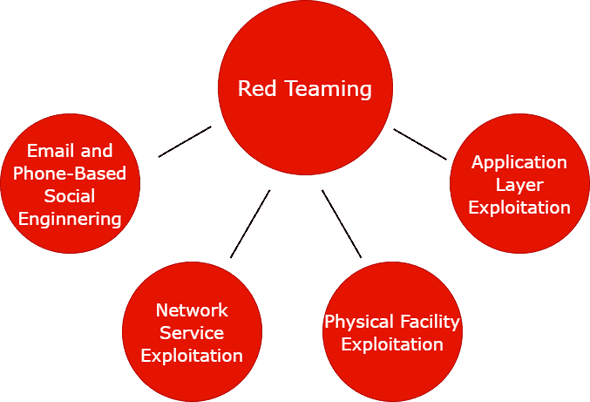 Red Teaming
Email and
Phone-Based
Social
Enginnering
Application
Layer
Exploitation
Network
Service
Exploitation
Physical Facility
Exploitation